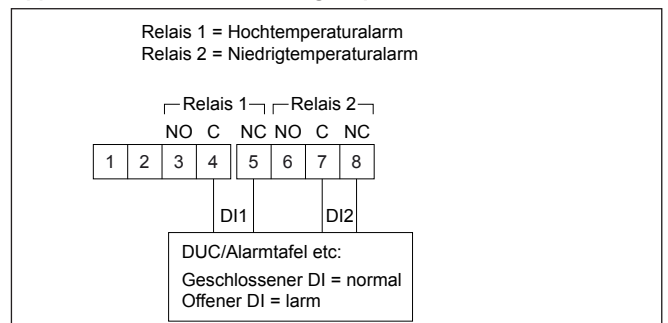 Relais 1 = Hochtemperaturalarm
Relais 2 = Niedrigtemperaturalarm
Relais 1 Relais 2
NO C NC NO C NC
1 2 3 4 5 6 7 8
DI1 DI2
DUC/Alarmtafel etc:
Geschlossener DI = normal
Offener DI = larm